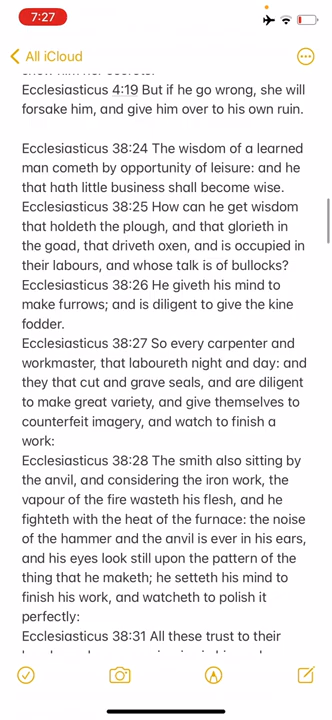 7:27
All iCloud
Ecclesiasticus 4:19 But if he go wrong, she will
forsake him, and give him over to his own ruin.
Ecclesiasticus 38:24 The wisdom of a learned
man cometh by opportunity of leisure: and he
that hath little business shall become wise.
Ecclesiasticus 38:25 How can he get wisdom
that holdeth the plough, and that glorieth in
the goad, that driveth oxen, and is occupied in
their labours, and whose talk is of bullocks?
Ecclesiasticus 38:26 He giveth his mind to
make furrows; and is diligent to give the kine
fodder.
Ecclesiasticus 38:27 So every carpenter and
workmaster, that laboureth night and day: and
they that cut and grave seals, and are diligent
to make great variety, and give themselves to
counterfeit imagery, and watch to finish a
work:
Ecclesiasticus 38:28 The smith also sitting by
the anvil, and considering the iron work, the
vapour of the fire wasteth his flesh, and he
fighteth with the heat of the furnace: the noise
of the hammer and the anvil is ever in his ears,
and his eyes look still upon the pattern of the
thing that he maketh; he setteth his mind to
finish his work, and watcheth to polish it
perfectly:
Ecclesiasticus 38:31 All these trust to their